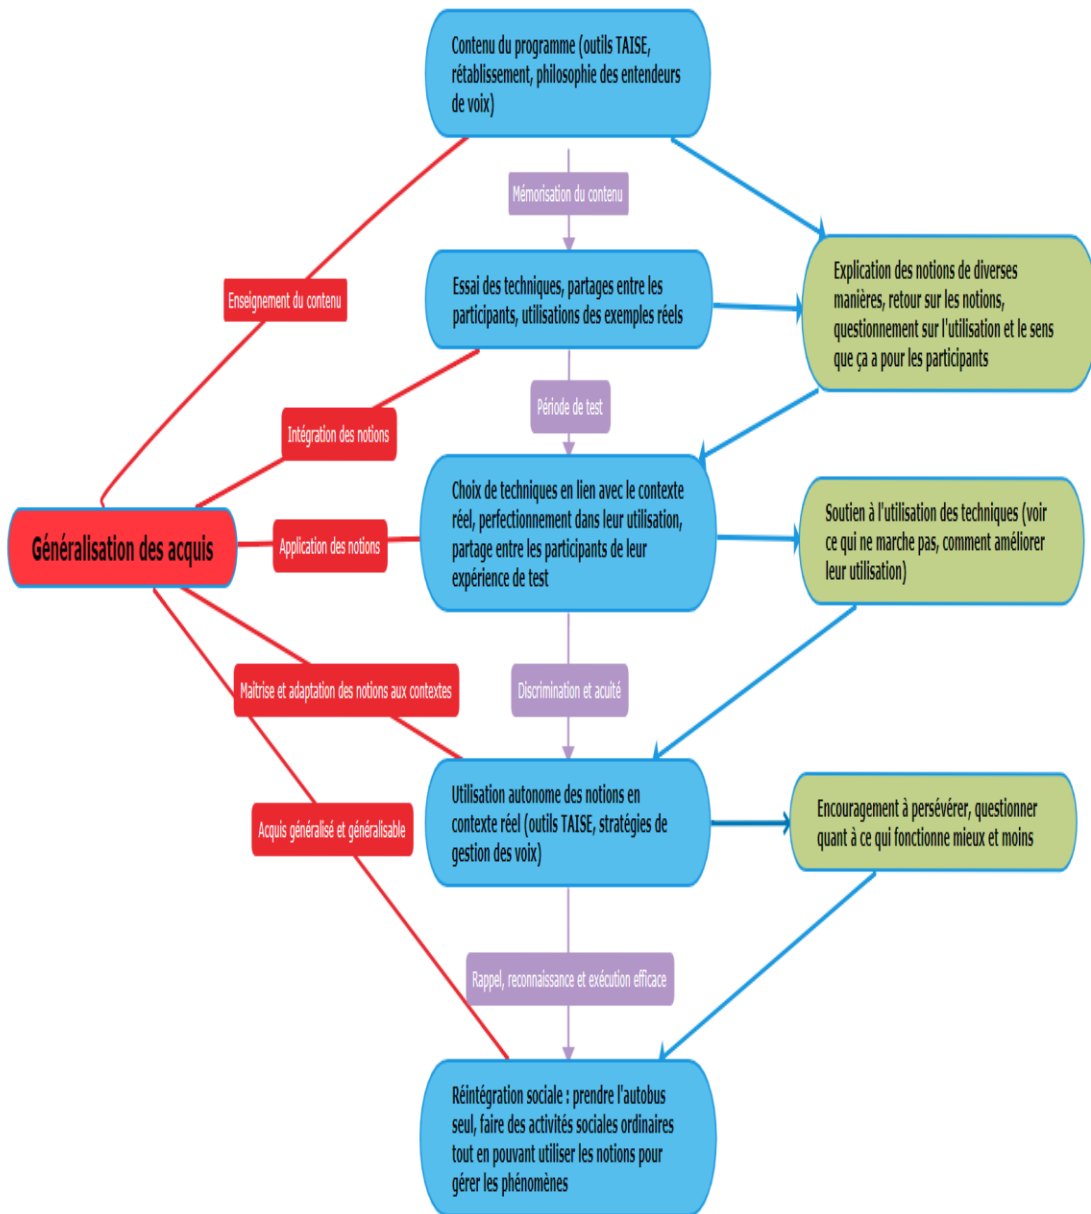 Contenu du programme (outils TAISE,
rétablissement, philosophie des entendeurs
de voix)
Mémorisation du contenu
Enseignement du contenu
Essai des techniques, partages entre les
participants, utilisations des exemples réels
Explication des notions de diverses
manières, retour sur les notions,
questionnement sur l'utilisation et le sens
que ça a pour les participants
Période de test
Intégration des notions
Choix de techniques en lien avec le contexte
réel, perfectionnement dans leur utilisation,
partage entre les participants de leur
expérience de test
Soutien à l'utilisation des techniques (voir
ce qui ne marche pas, comment améliorer
leur utilisation)
Généralisation des acquis
Application des notions
Maîtrise et adaptation des notions aux contextes
Discrimination et acuité
Utilisation autonome des notions en
contexte réel (outils TAISE, stratégies de
gestion des voix)
Encouragement à persévérer, questionner
quant à ce qui fonctionne mieux et moins
Acquis généralisé et généralisable
Rappel, reconnaissance et exécution efficace
Réintégration sociale : prendre l'autobus
seul, faire des activités sociales ordinaires
tout en pouvant utiliser les notions pour
gérer les phénomènes